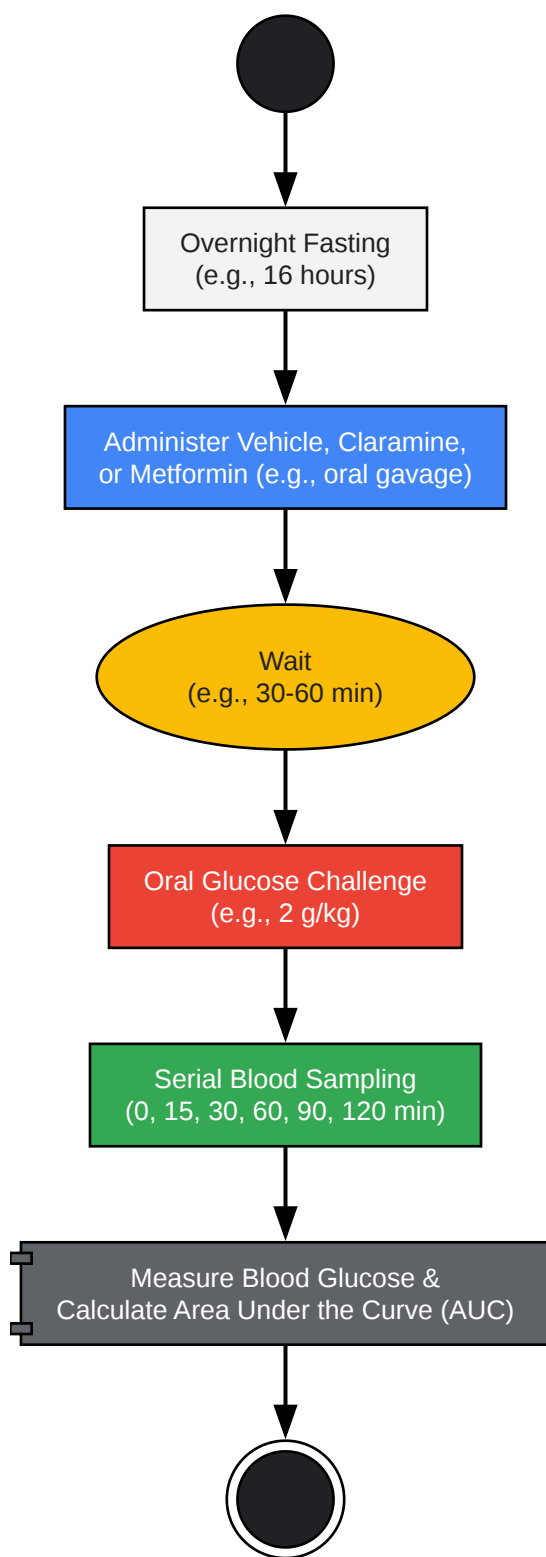 Overnight Fasting
(e.g., 16 hours)
Administer Vehicle, Claramine,
or Metformin (e.g., oral gavage)
Wait
(e.g., 30-60 min)
Oral Glucose Challenge
(e.g., 2 g/kg)
Serial Blood Sampling
(0, 15, 30, 60, 90, 120 min)
Measure Blood Glucose &
Calculate Area Under the Curve (AUC)